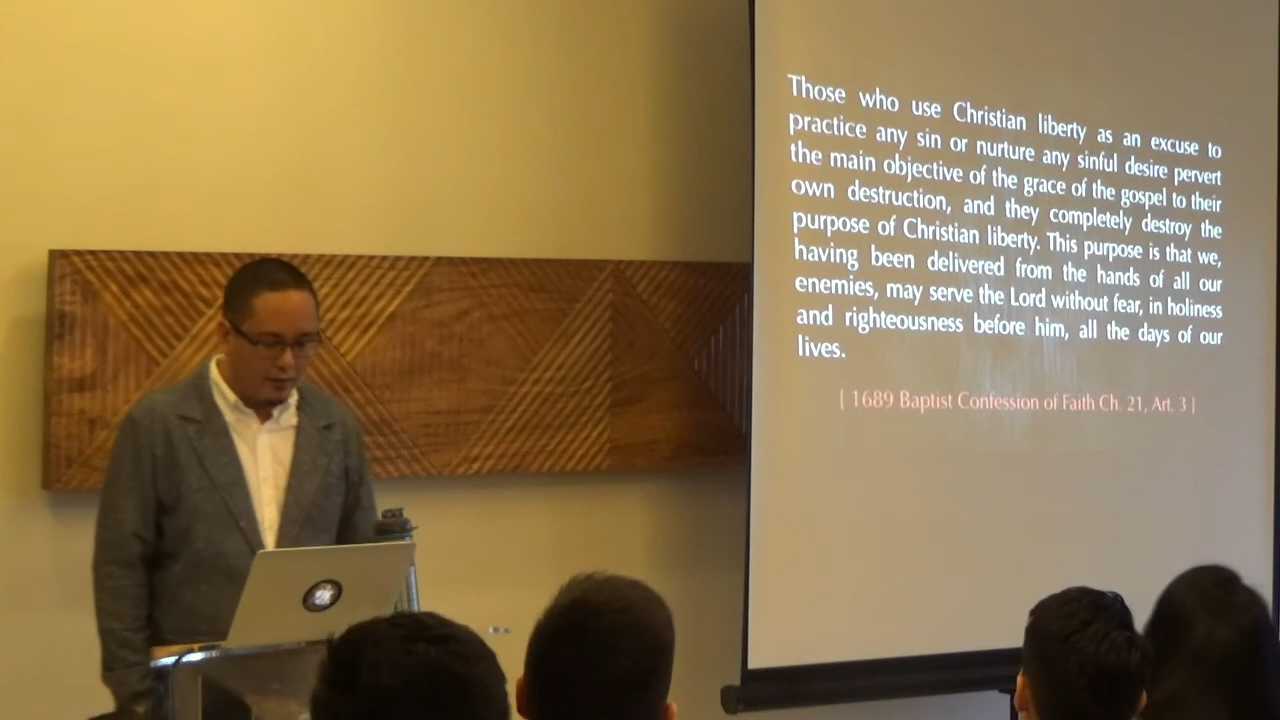 Those who use Christian liberty as an excuse to
practice any sin or nurture any sinful desire pervert
the main objective of the grace of the gospel to their
own destruction, and they completely destroy the
purpose of Christian liberty. This purpose is that we,
having been delivered from the hands of all our
enemies, may serve the Lord without fear, in holiness
and righteousness before him, all the days of our
lives.
[ 1689 Baptist Confession of Faith Ch. 21, Art. 3 ]